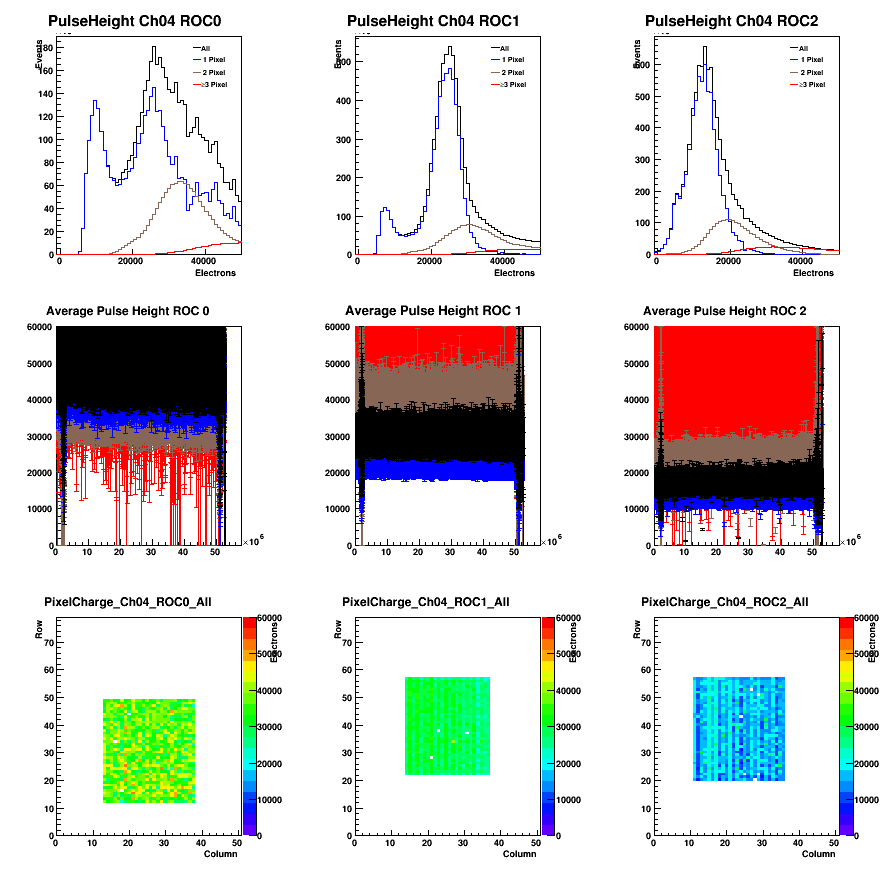 PulseHeight Ch04 ROC0
Events
180
160
140
120
100
80
60
40
20
0
All
1 Pixel
2 Pixel
≥3 Pixel
0 20000 40000
Electrons
PulseHeight Ch04 ROC1
Events
500
400
300
200
100
0
All
1 Pixel
2 Pixel
≥3 Pixel
0 20000 40000
Electrons
PulseHeight Ch04 ROC2
Events
600
500
400
300
200
100
0
All
1 Pixel
2 Pixel
≥3 Pixel
0 20000 40000
Electrons
Average Pulse Height ROC 0
60000
50000
40000
30000
20000
10000
0
0 10 20 30 40 50
×10⁶
Average Pulse Height ROC 1
60000
50000
40000
30000
20000
10000
0
0 10 20 30 40 50
×10⁶
Average Pulse Height ROC 2
60000
50000
40000
30000
20000
10000
0
0 10 20 30 40 50
×10⁶
PixelCharge_Ch04_ROC0_All
Row
70
60
50
40
30
20
10
0
0 10 20 30 40 50
Column
60000
50000
40000
30000
20000
10000
0
Electrons
PixelCharge_Ch04_ROC1_All
Row
70
60
50
40
30
20
10
0
0 10 20 30 40 50
Column
60000
50000
40000
30000
20000
10000
0
Electrons
PixelCharge_Ch04_ROC2_All
Row
70
60
50
40
30
20
10
0
0 10 20 30 40 50
Column
60000
50000
40000
30000
20000
10000
0
Electrons